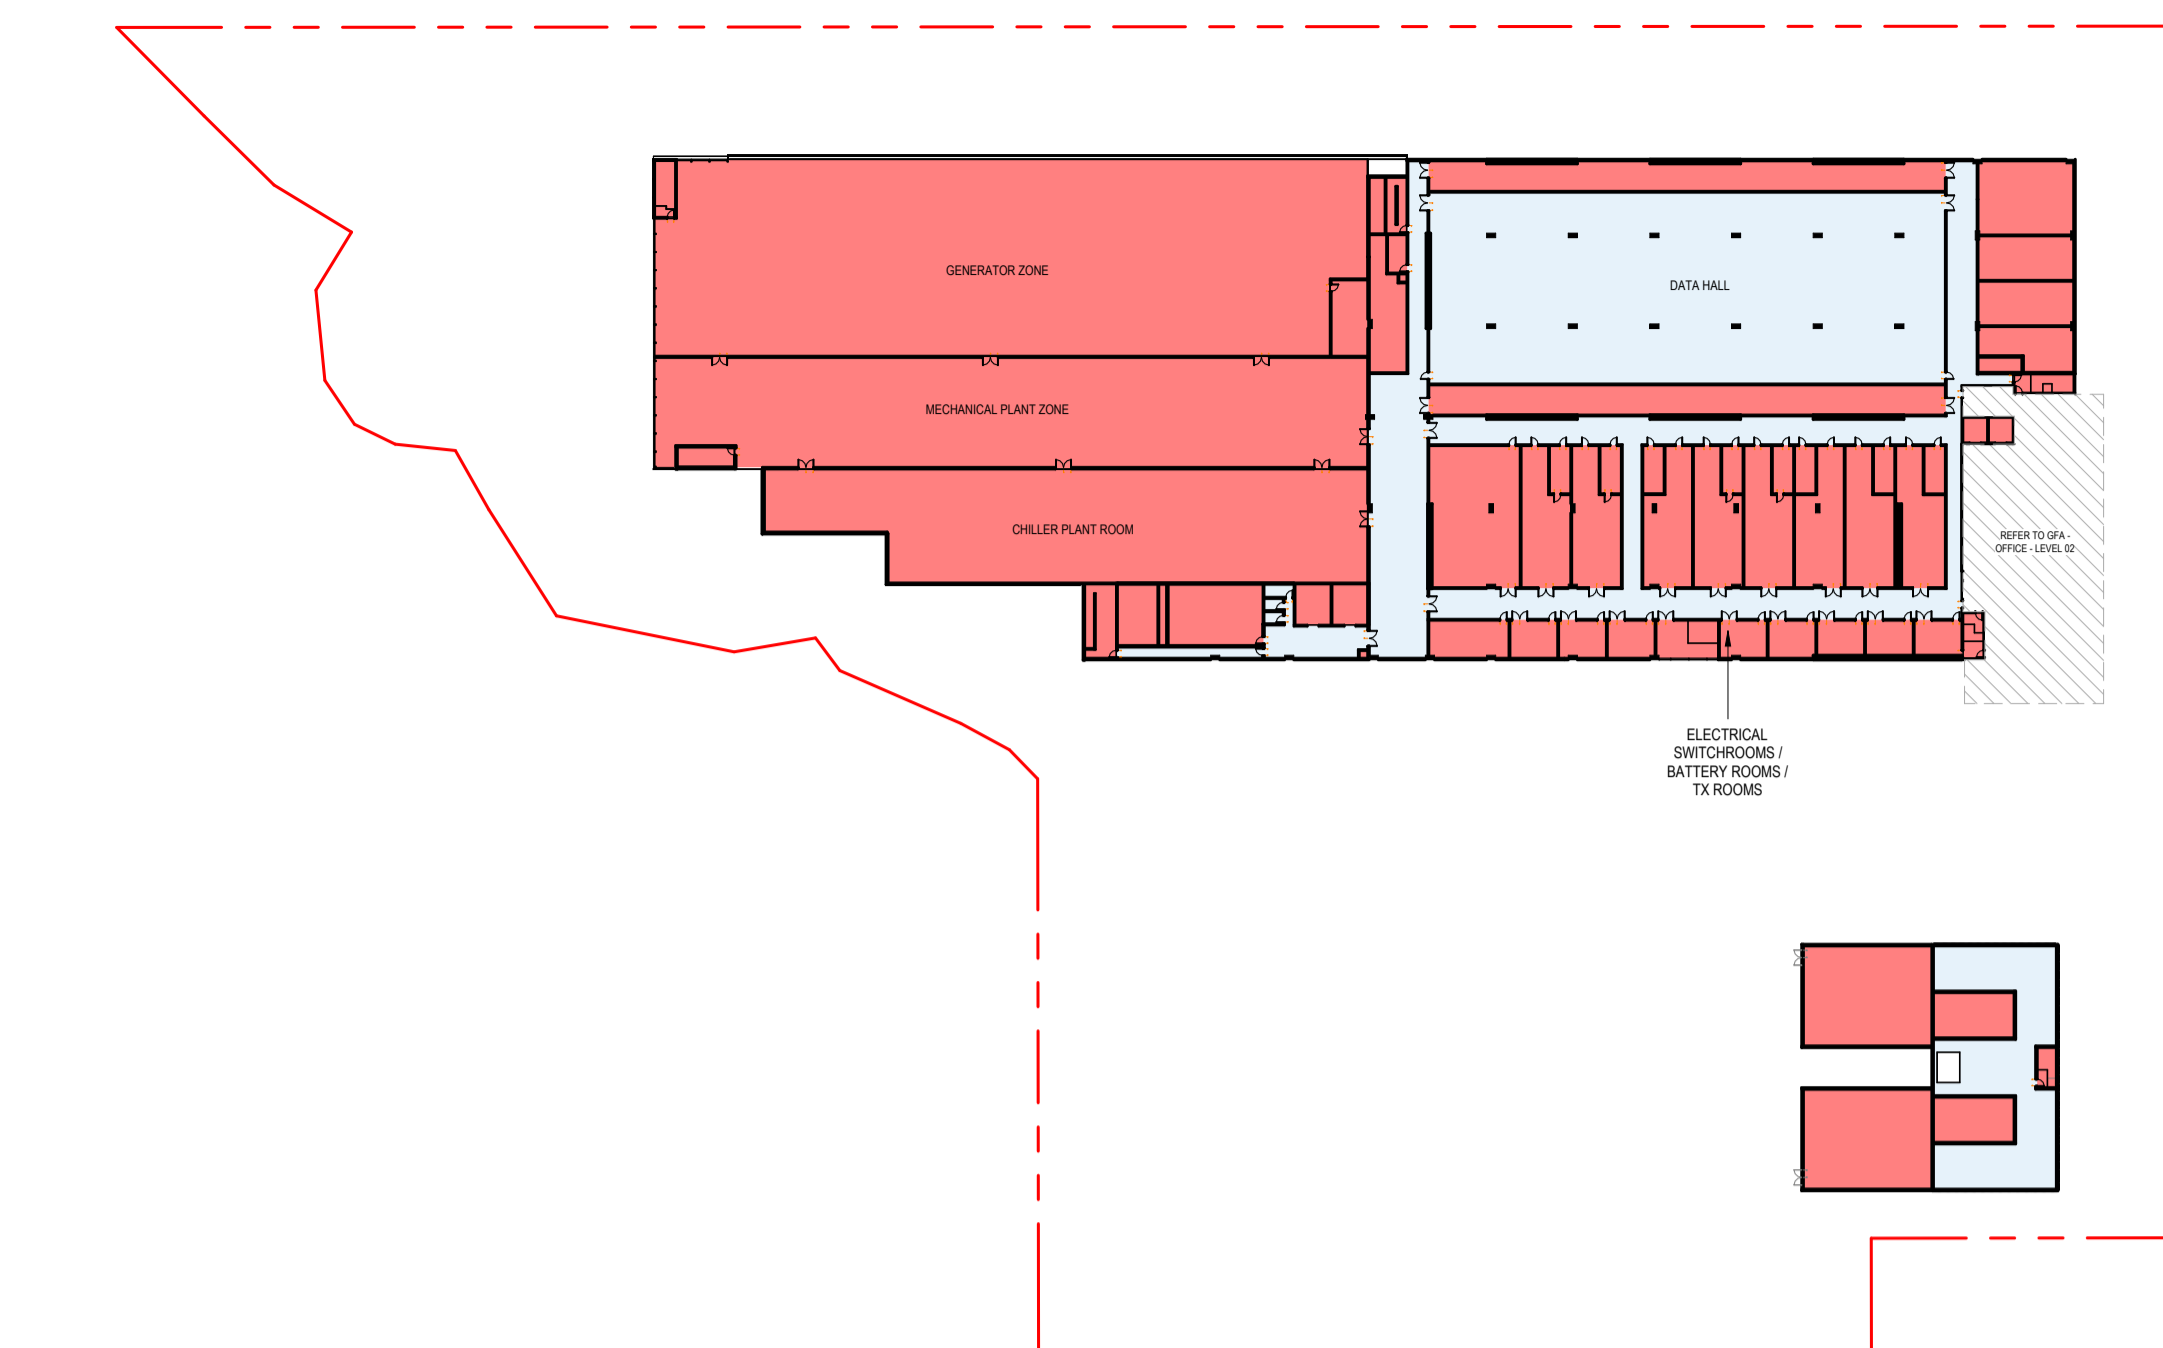 GENERATOR ZONE
DATA HALL
MECHANICAL PLANT ZONE
CHILLER PLANT ROOM
REFER TO GFA -
OFFICE - LEVEL 02
ELECTRICAL
SWITCHROOMS /
BATTERY ROOMS /
TX ROOMS